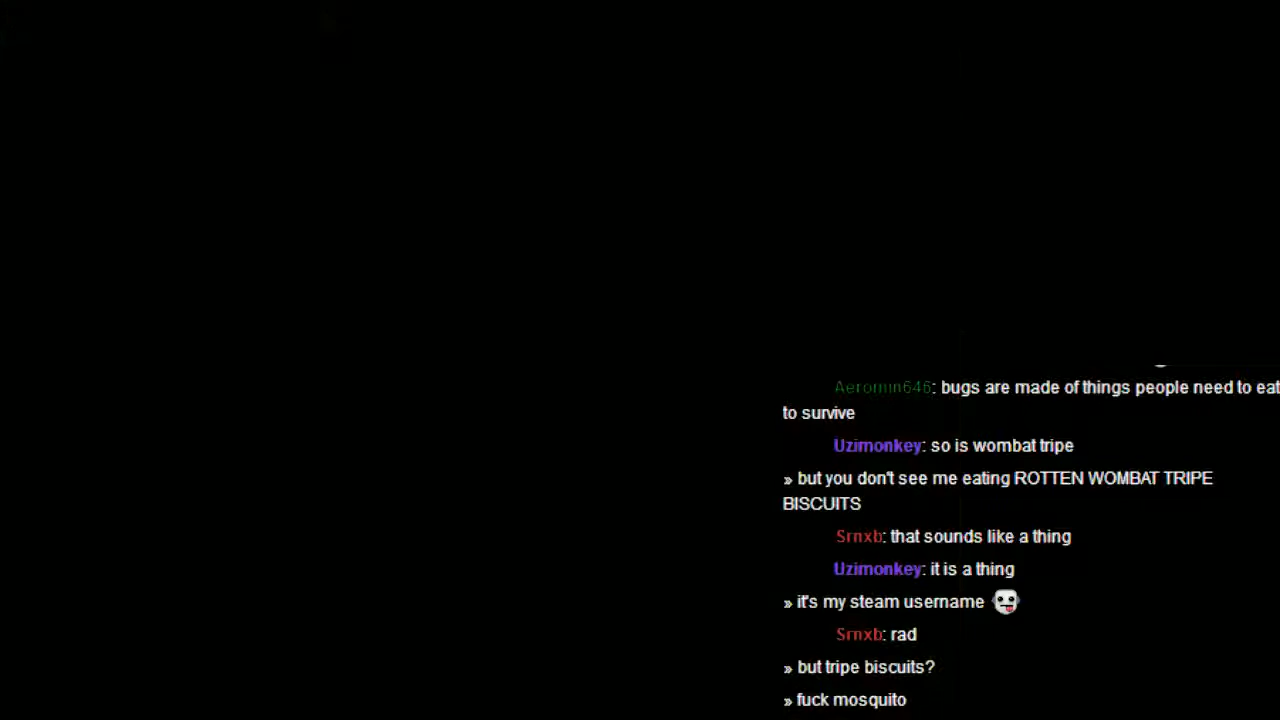 Aeromn646: bugs are made of things people need to eat
to survive
Uzimonkey: so is wombat tripe
» but you don't see me eating ROTTEN WOMBAT TRIPE
BISCUITS
Srnxb: that sounds like a thing
Uzimonkey: it is a thing
» it's my steam username
Srnxb: rad
» but tripe biscuits?
» fuck mosquito